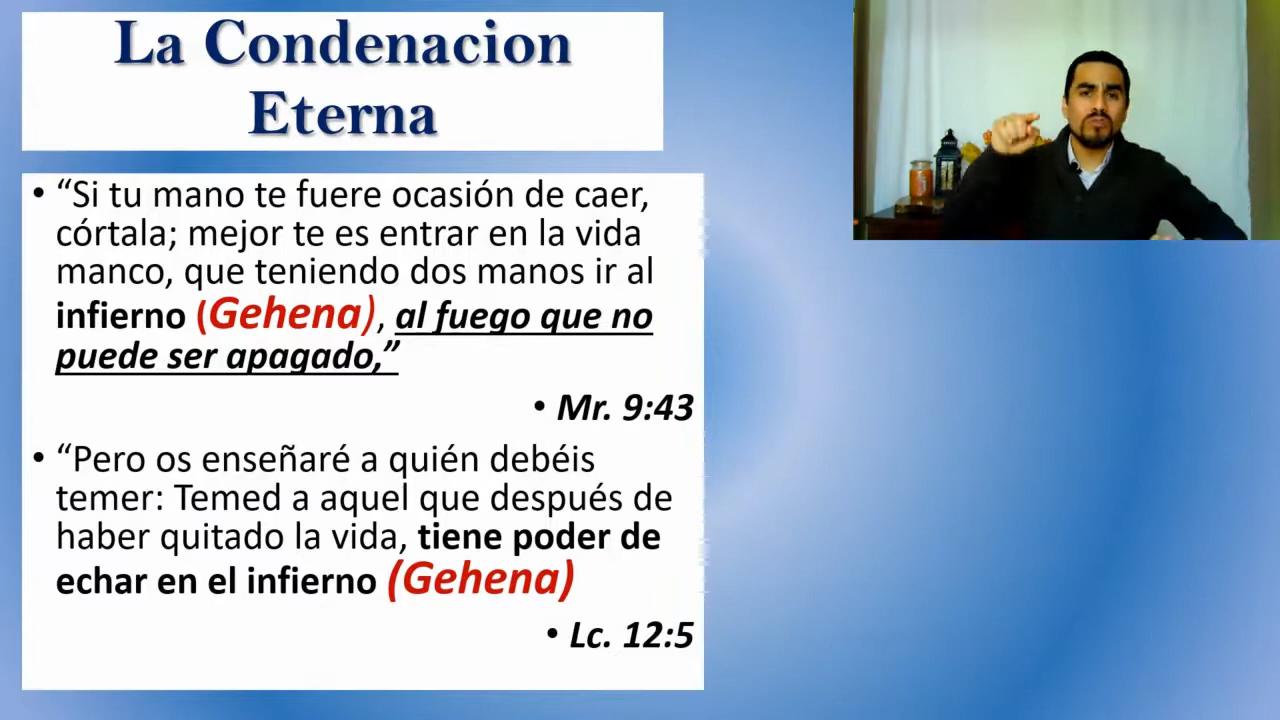 La Condenacion
Eterna
• “Si tu mano te fuere ocasión de caer,
córtala; mejor te es entrar en la vida
manco, que teniendo dos manos ir al
infierno (Gehena), al fuego que no
puede ser apagado,”
• Mr. 9:43
• “Pero os enseñaré a quién debéis
temer: Temed a aquel que después de
haber quitado la vida, tiene poder de
echar en el infierno (Gehena)
• Lc. 12:5